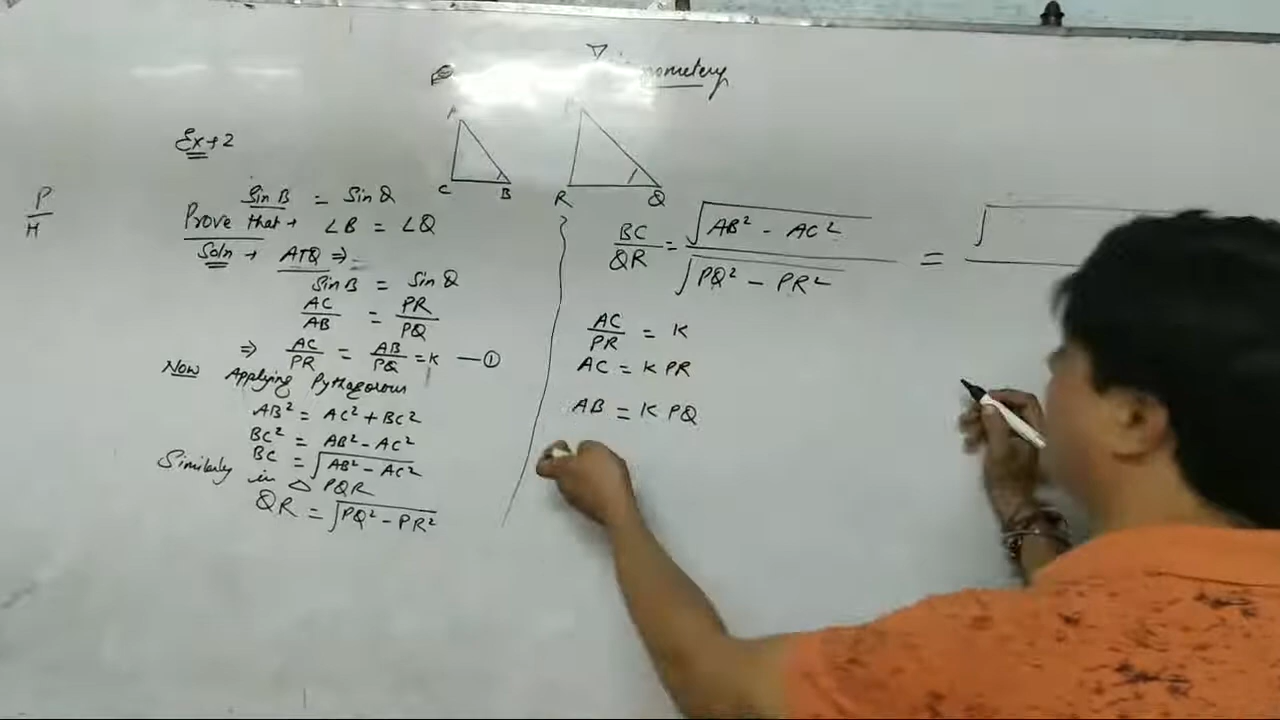 Ex → 2
A
C
B
R
Q
P
H
Sin B = Sin Q
Prove that → ∠B = ∠Q
Soln → ATQ ⇒
Sin B = Sin Q
AC/AB = PR/PQ
⇒ AC/PR = AB/PQ = K — ①
Now Applying Pythagorous
AB² = AC² + BC²
BC² = AB² - AC²
BC = √AB² - AC²
Similarly in △ PQR
QR = √PQ² - PR²
BC/QR = √AB² - AC² / √PQ² - PR² = √
AC/PR = K
AC = K PR
AB = K PQ